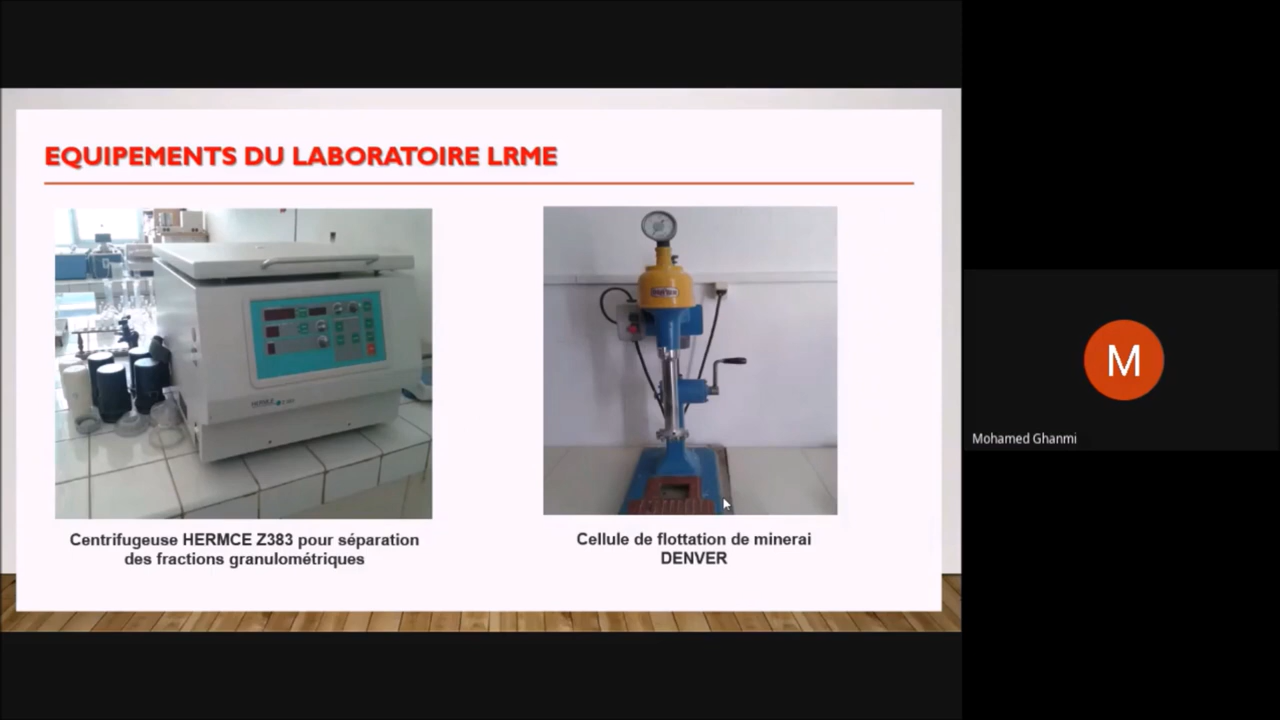 EQUIPEMENTS DU LABORATOIRE LRME
Centrifugeuse HERMCE Z383 pour séparation
des fractions granulométriques
Cellule de flottation de minerai
DENVER
M
Mohamed Ghanmi